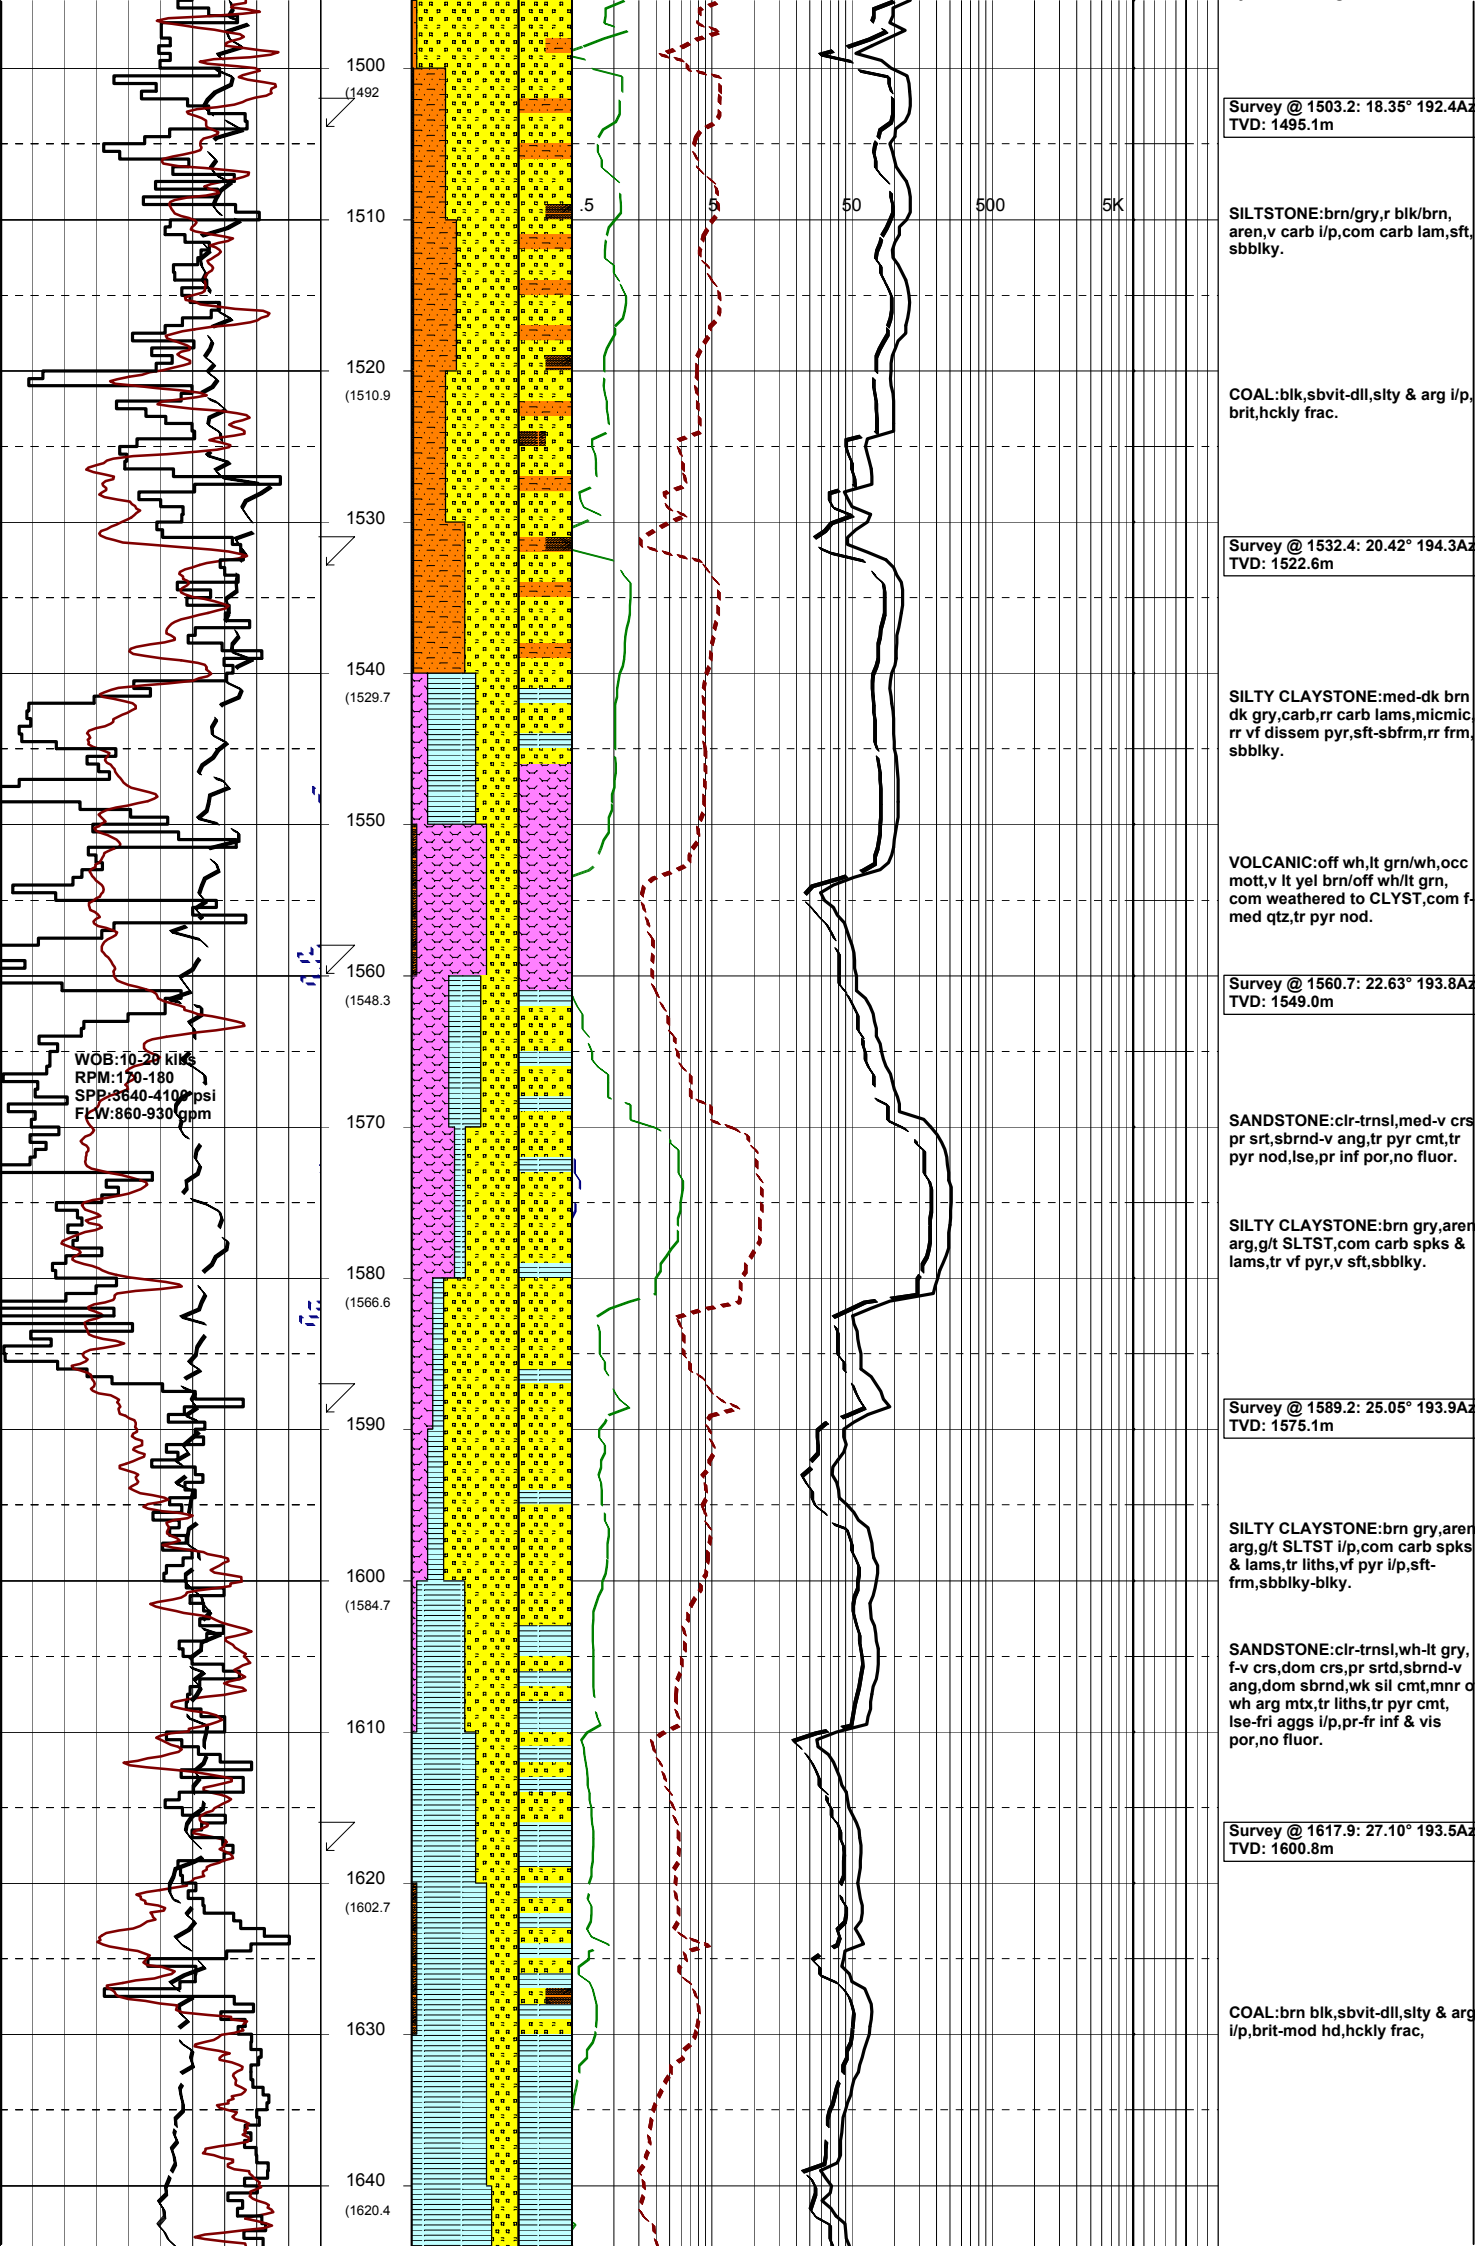 1500
(1492
Survey @ 1503.2: 18.35° 192.4Az
TVD: 1495.1m
.5
5
50
500
5K
1510
SILTSTONE:brn/gry,r blk/brn,
aren,v carb i/p,com carb lam,sft,
sbblky.
1520
(1510.9
COAL:blk,sbvit-dll,slty & arg i/p,
brit,hckly frac.
1530
Survey @ 1532.4: 20.42° 194.3Az
TVD: 1522.6m
1540
(1529.7
SILTY CLAYSTONE:med-dk brn
dk gry,carb,rr carb lams,micmic,
rr vf dissem pyr,sft-sbfrm,rr frm,
sbblky.
1550
VOLCANIC:off wh,lt grn/wh,occ
mott,v lt yel brn/off wh/lt grn,
com weathered to CLYST,com f-
med qtz,tr pyr nod.
1560
(1548.3
Survey @ 1560.7: 22.63° 193.8Az
TVD: 1549.0m
WOB:10-20 klbs
RPM:170-180
SPP:3640-4100 psi
FLW:860-930 gpm
1570
SANDSTONE:clr-trnsl,med-v crs
pr srt,sbrnd-v ang,tr pyr cmt,tr
pyr nod,lse,pr inf por,no fluor.
SILTY CLAYSTONE:brn gry,aren
arg,g/t SLTST,com carb spks &
lams,tr vf pyr,v sft,sbblky.
1580
(1566.6
1590
Survey @ 1589.2: 25.05° 193.9Az
TVD: 1575.1m
SILTY CLAYSTONE:brn gry,aren
arg,g/t SLTST i/p,com carb spks
& lams,tr liths,vf pyr i/p,sft-
frm,sbblky-blky.
1600
(1584.7
SANDSTONE:clr-trnsl,wh-lt gry,
f-v crs,dom crs,pr srtd,sbrnd-v
ang,dom sbrnd,wk sil cmt,mnr o
wh arg mtx,tr liths,tr pyr cmt,
lse-fri aggs i/p,pr-fr inf & vis
por,no fluor.
1610
Survey @ 1617.9: 27.10° 193.5Az
TVD: 1600.8m
1620
(1602.7
COAL:brn blk,sbvit-dll,slty & arg
i/p,brit-mod hd,hckly frac,
1630
1640
(1620.4